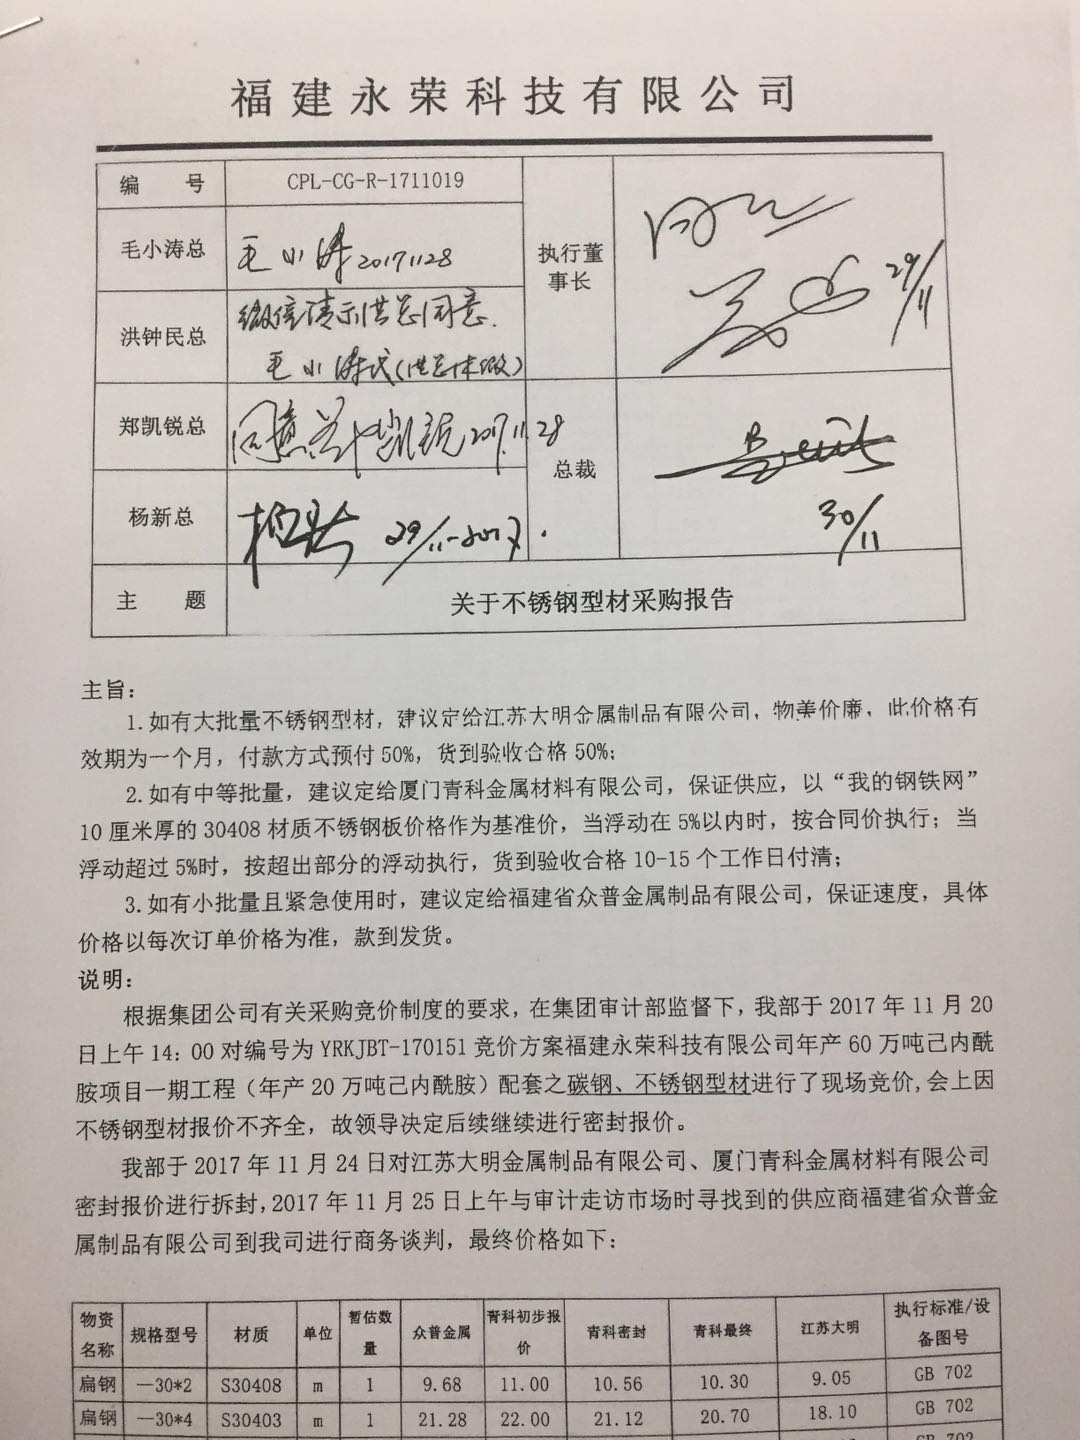 福建永荣科技有限公司
编 号 CPL-CG-R-1711019
毛小涛总 毛小涛 20171128
执行董事长 同意 29/11
洪钟民总 微信请示洪总同意.
毛小涛代(洪总休假)
郑凯锐总 同意 郑凯锐 2017.11.28
总裁 30/11
杨新总 29/11-2017.
主 题 关于不锈钢型材采购报告
主旨：
1.如有大批量不锈钢型材，建议定给江苏大明金属制品有限公司，物美价廉，此价格有
效期为一个月，付款方式预付 50%，货到验收合格 50%；
2.如有中等批量，建议定给厦门青科金属材料有限公司，保证供应，以“我的钢铁网”
10 厘米厚的 30408 材质不锈钢板价格作为基准价，当浮动在 5%以内时，按合同价执行；当
浮动超过 5%时，按超出部分的浮动执行，货到验收合格 10-15 个工作日付清；
3.如有小批量且紧急使用时，建议定给福建省众普金属制品有限公司，保证速度，具体
价格以每次订单价格为准，款到发货。
说明：
根据集团公司有关采购竞价制度的要求，在集团审计部监督下，我部于 2017 年 11 月 20
日上午 14：00 对编号为 YRKJBT-170151 竞价方案福建永荣科技有限公司年产 60 万吨己内酰
胺项目一期工程（年产 20 万吨己内酰胺）配套之碳钢、不锈钢型材进行了现场竞价,会上因
不锈钢型材报价不齐全，故领导决定后续继续进行密封报价。
我部于 2017 年 11 月 24 日对江苏大明金属制品有限公司、厦门青科金属材料有限公司
密封报价进行拆封,2017 年 11 月 25 日上午与审计走访市场时寻找到的供应商福建省众普金
属制品有限公司到我司进行商务谈判，最终价格如下：
物资名称 规格型号 材质 单位 暂估数量 众普金属 青科初步报价 青科密封 青科最终 江苏大明 执行标准/设备图号
扁钢 —30*2 S30408 m 1 9.68 11.00 10.56 10.30 9.05 GB 702
扁钢 —30*4 S30403 m 1 21.28 22.00 21.12 20.70 18.10 GB 702
GB 702